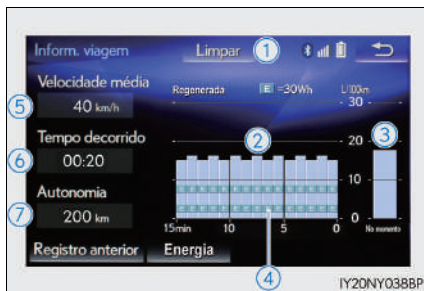 Inform. viagem Limpar 1
Velocidade média
5 40 km/h
Regenerada E =30Wh L/100km
30
Tempo decorrido
2 20 3
6 00:20
Autonomia
10
7 200 km
0
15min 10 5 0 No momento
Registro anterior Energia
4
IY20NY038BP